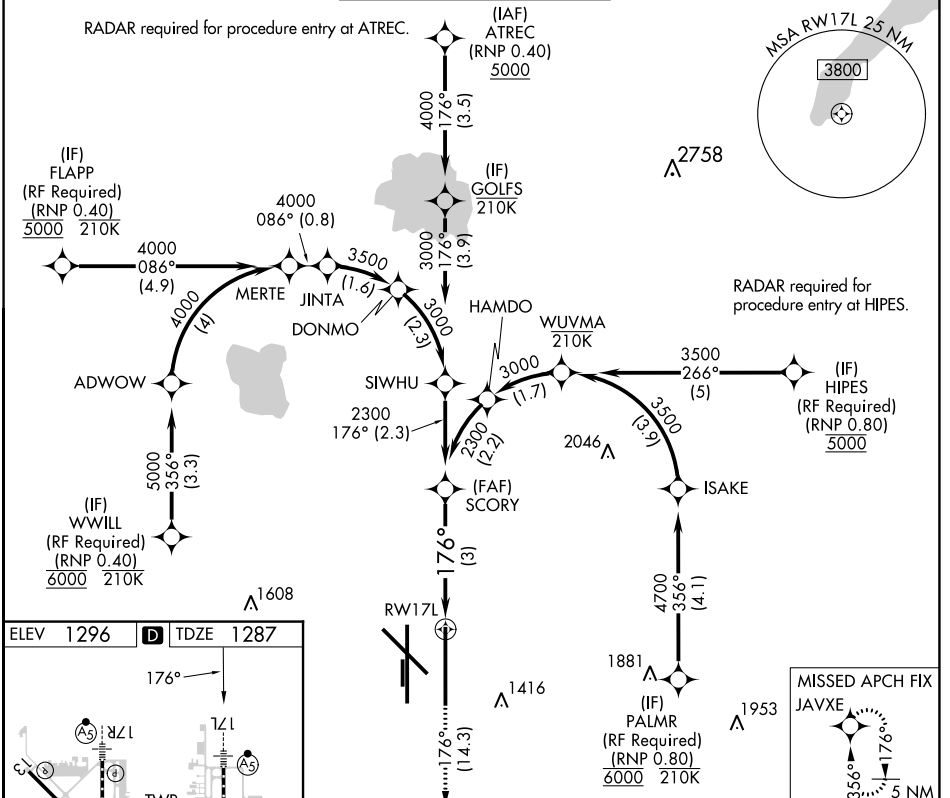 RADAR required for procedure entry at ATREC.
(IAF)
ATREC
(RNP 0.40)
5000
MSA RW17L 25 NM
3800
4000
176°
(3.5)
2758
(IF)
FLAPP
(RF Required)
(RNP 0.40)
5000 210K
(IF)
GOLFS
210K
4000
086° (0.8)
3000
176°
(3.9)
4000
086°
(4.9)
MERTE
JINTA
3500
(1.6)
DONMO
3000
(2.3)
4000
(4)
HAMDO
WUVMA
210K
RADAR required for
procedure entry at HIPES.
ADWOW
SIWHU
3000
(1.7)
3500
266°
(5)
(IF)
HIPES
(RF Required)
(RNP 0.80)
5000
2300
176° (2.3)
2300
(2.2)
3500
(3.9)
2046
5000
356°
(3.3)
(FAF)
SCORY
ISAKE
(IF)
WWILL
(RF Required)
(RNP 0.40)
6000 210K
176°
(3)
4700
356°
(4.1)
1608
RW17L
ELEV 1296 D TDZE 1287
176°
17R
17L
A5
A5
13
P
P
TWR
1416
176°
(14.3)
1881
(IF)
PALMR
(RF Required)
(RNP 0.80)
6000 210K
1953
MISSED APCH FIX
JAVXE
356°
176°
5 NM